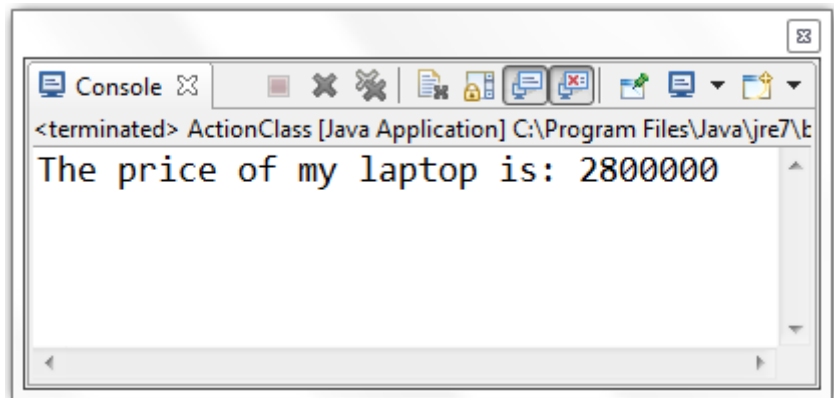 Console
<terminated> ActionClass [Java Application] C:\Program Files\Java\jre7\b
The price of my laptop is: 2800000